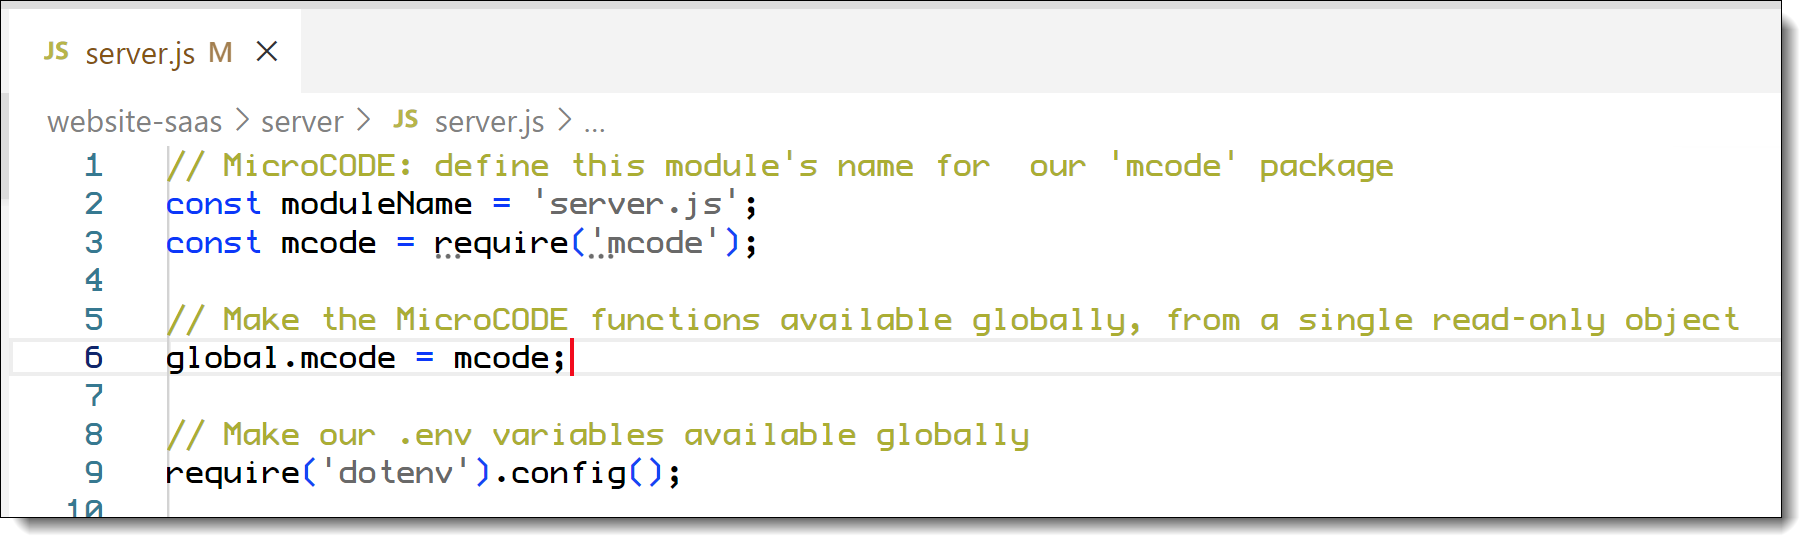 JS server.js M
website-saas > server > JS server.js > ...
1 // MicroCODE: define this module's name for  our 'mcode' package
2 const moduleName = 'server.js';
3 const mcode = require('mcode');
4
5 // Make the MicroCODE functions available globally, from a single read-only object
6 global.mcode = mcode;
7
8 // Make our .env variables available globally
9 require('dotenv').config();
10